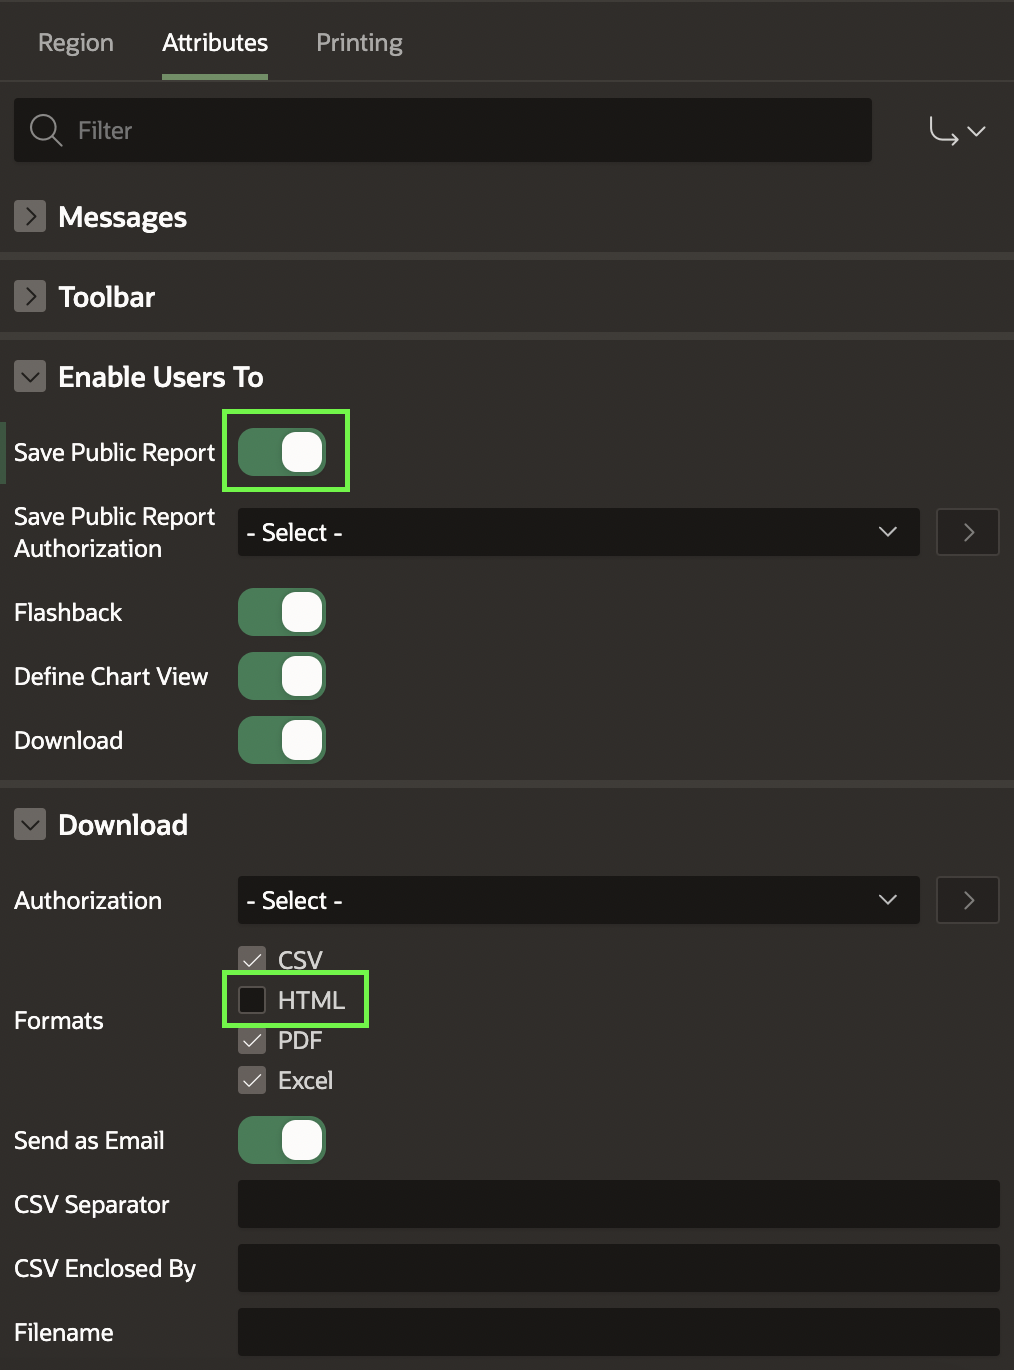 Region Attributes Printing
Filter
Messages
Toolbar
Enable Users To
Save Public Report
Save Public Report
Authorization
- Select -
Flashback
Define Chart View
Download
Download
Authorization
- Select -
Formats
CSV
HTML
PDF
Excel
Send as Email
CSV Separator
CSV Enclosed By
Filename